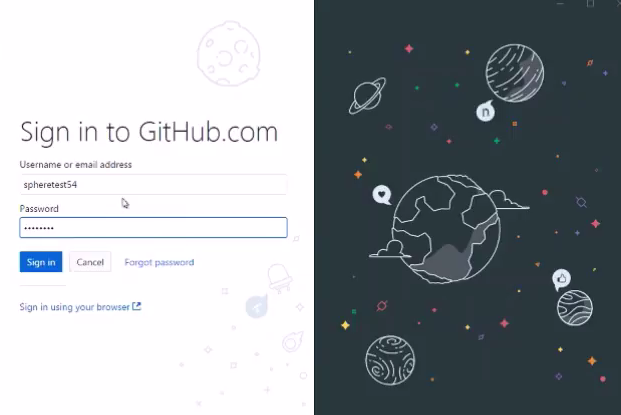 Sign in to GitHub.com
Username or email address
spheretest54
Password
••••••••
Sign in Cancel Forgot password
Sign in using your browser
n